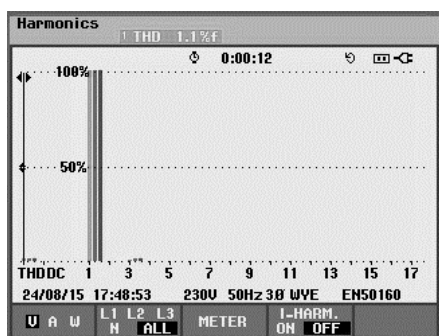 Harmonics
1 THD 1.1%f
0:00:12
100%
50%
THDDC 1 3 5 7 9 11 13 15 17
24/08/15 17:48:53 230V 50Hz 3Ø WYE EN50160
U A W L1 L2 L3 N ALL METER I-HARM. ON OFF